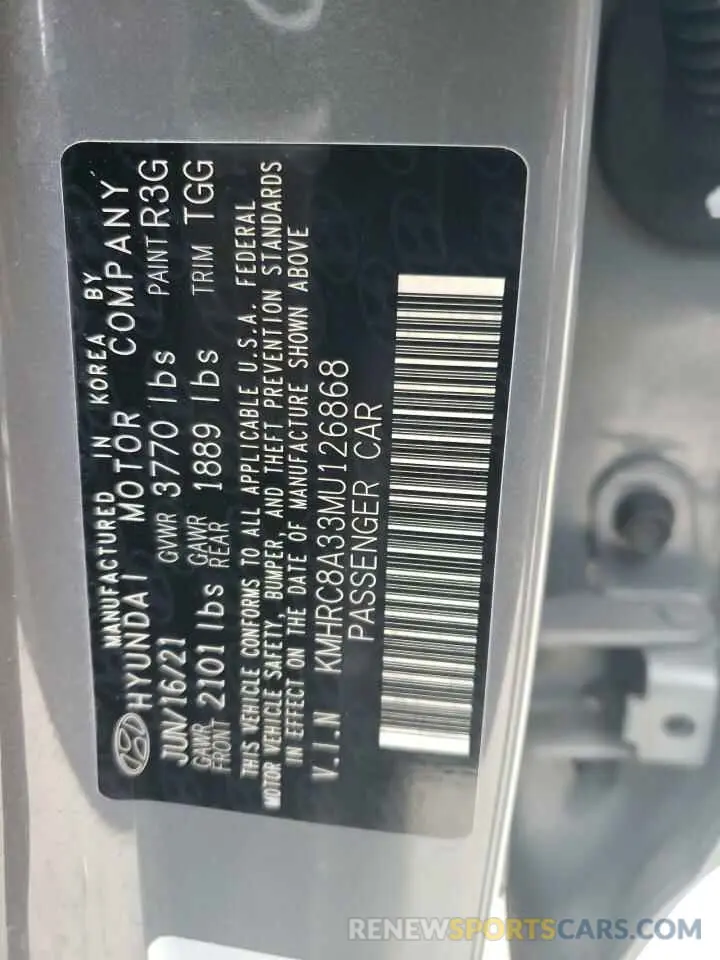 MANUFACTURED IN KOREA BY
HYUNDAI MOTOR COMPANY
JUN/16/21 GVWR 3770 lbs PAINT R3G
GAWR FRONT 2101 lbs GAWR REAR 1889 lbs TRIM TGG
THIS VEHICLE CONFORMS TO ALL APPLICABLE U.S.A. FEDERAL
MOTOR VEHICLE SAFETY, BUMPER, AND THEFT PREVENTION STANDARDS
IN EFFECT ON THE DATE OF MANUFACTURE SHOWN ABOVE
V.I.N KMHRC8A33MU126868
PASSENGER CAR
RENEWSPORTSCARS.COM